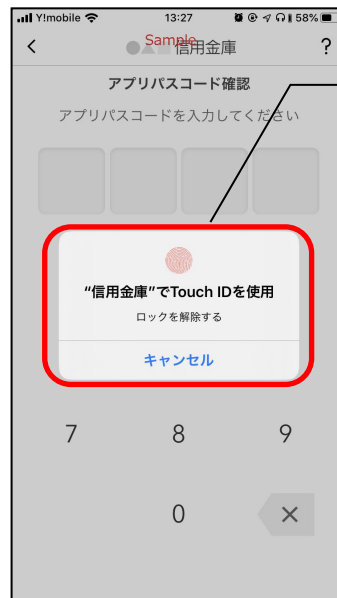 Y!mobile 13:27 58%
Sample
●▲■信用金庫 ?
アプリパスコード確認
アプリパスコードを入力してください
“信用金庫”でTouch IDを使用
ロックを解除する
キャンセル
7 8 9
0